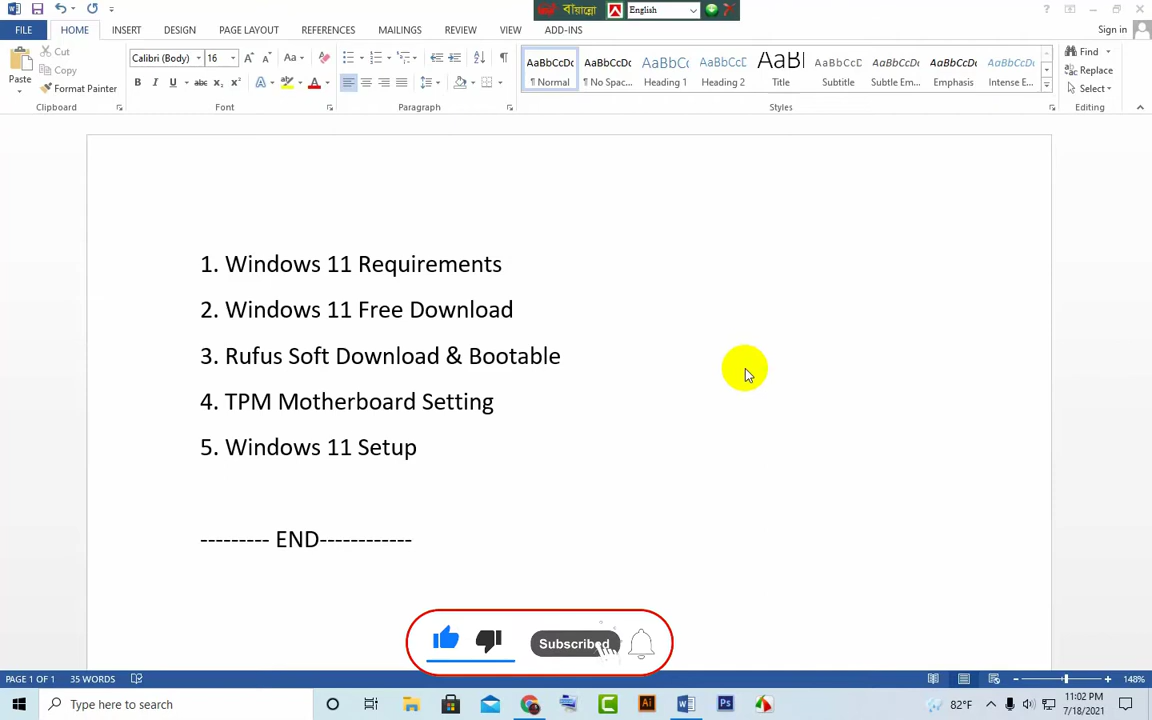 বাঁয়ান্নো
English
Sign in
FILE
HOME
INSERT
DESIGN
PAGE LAYOUT
REFERENCES
MAILINGS
REVIEW
VIEW
ADD-INS
Paste
Cut
Copy
Format Painter
Clipboard
Calibri (Body)
16
Font
Paragraph
AaBbCcDc
¶ Normal
AaBbCcDc
¶ No Spac...
AaBbCc
Heading 1
AaBbCcD
Heading 2
AaBl
Title
AaBbCcD
Subtitle
AaBbCcDc
Subtle Em...
AaBbCcDc
Emphasis
AaBbCcDc
Intense E...
Styles
Find
Replace
Select
Editing
1. Windows 11 Requirements
2. Windows 11 Free Download
3. Rufus Soft Download & Bootable
4. TPM Motherboard Setting
5. Windows 11 Setup
--------- END------------
Subscribed
PAGE 1 OF 1
35 WORDS
148%
Type here to search
82°F
11:02 PM
7/18/2021